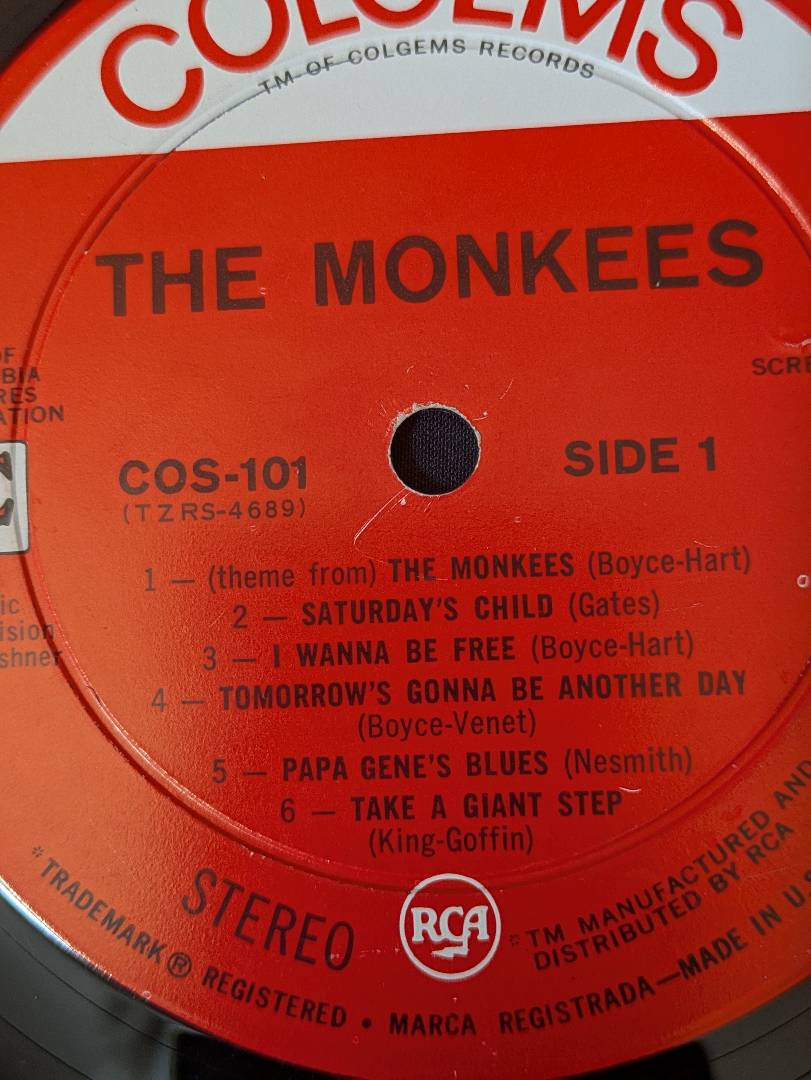 COLGEMS
TM OF COLGEMS RECORDS
THE MONKEES
COS-101
(TZRS-4689)
SIDE 1
1 — (theme from) THE MONKEES (Boyce-Hart)
2 — SATURDAY'S CHILD (Gates)
3 — I WANNA BE FREE (Boyce-Hart)
4 — TOMORROW'S GONNA BE ANOTHER DAY
(Boyce-Venet)
5 — PAPA GENE'S BLUES (Nesmith)
6 — TAKE A GIANT STEP
(King-Goffin)
STEREO
RCA
*TM MANUFACTURED AND
DISTRIBUTED BY RCA
*TRADEMARK ® REGISTERED • MARCA REGISTRADA—MADE IN U.S